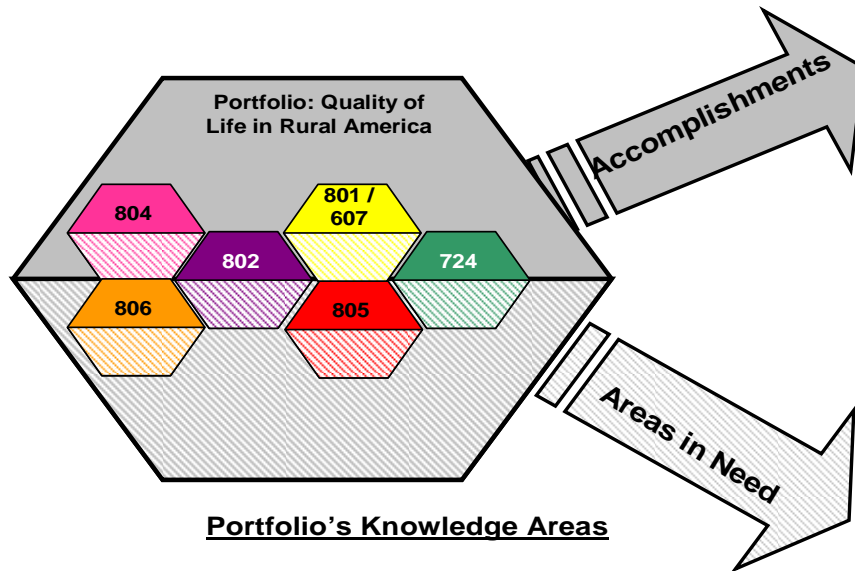 Portfolio: Quality of
Life in Rural America
Accomplishments
804
801 /
607
802
724
806
805
Areas in Need
Portfolio's Knowledge Areas